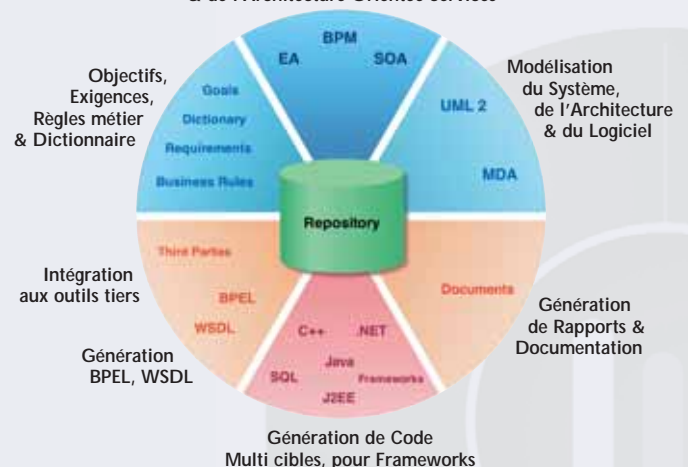 & de l'Architecture Orientée Services
BPM
EA
SOA
Objectifs,
Exigences,
Règles métier
& Dictionnaire
Goals
Dictionary
Requirements
Business Rules
Modélisation
du Système,
de l'Architecture
& du Logiciel
UML 2
MDA
Repository
Third Parties
BPEL
WSDL
Intégration
aux outils tiers
Génération
BPEL, WSDL
Documents
Génération
de Rapports &
Documentation
C++
.NET
Java
SQL
Frameworks
J2EE
Génération de Code
Multi cibles, pour Frameworks